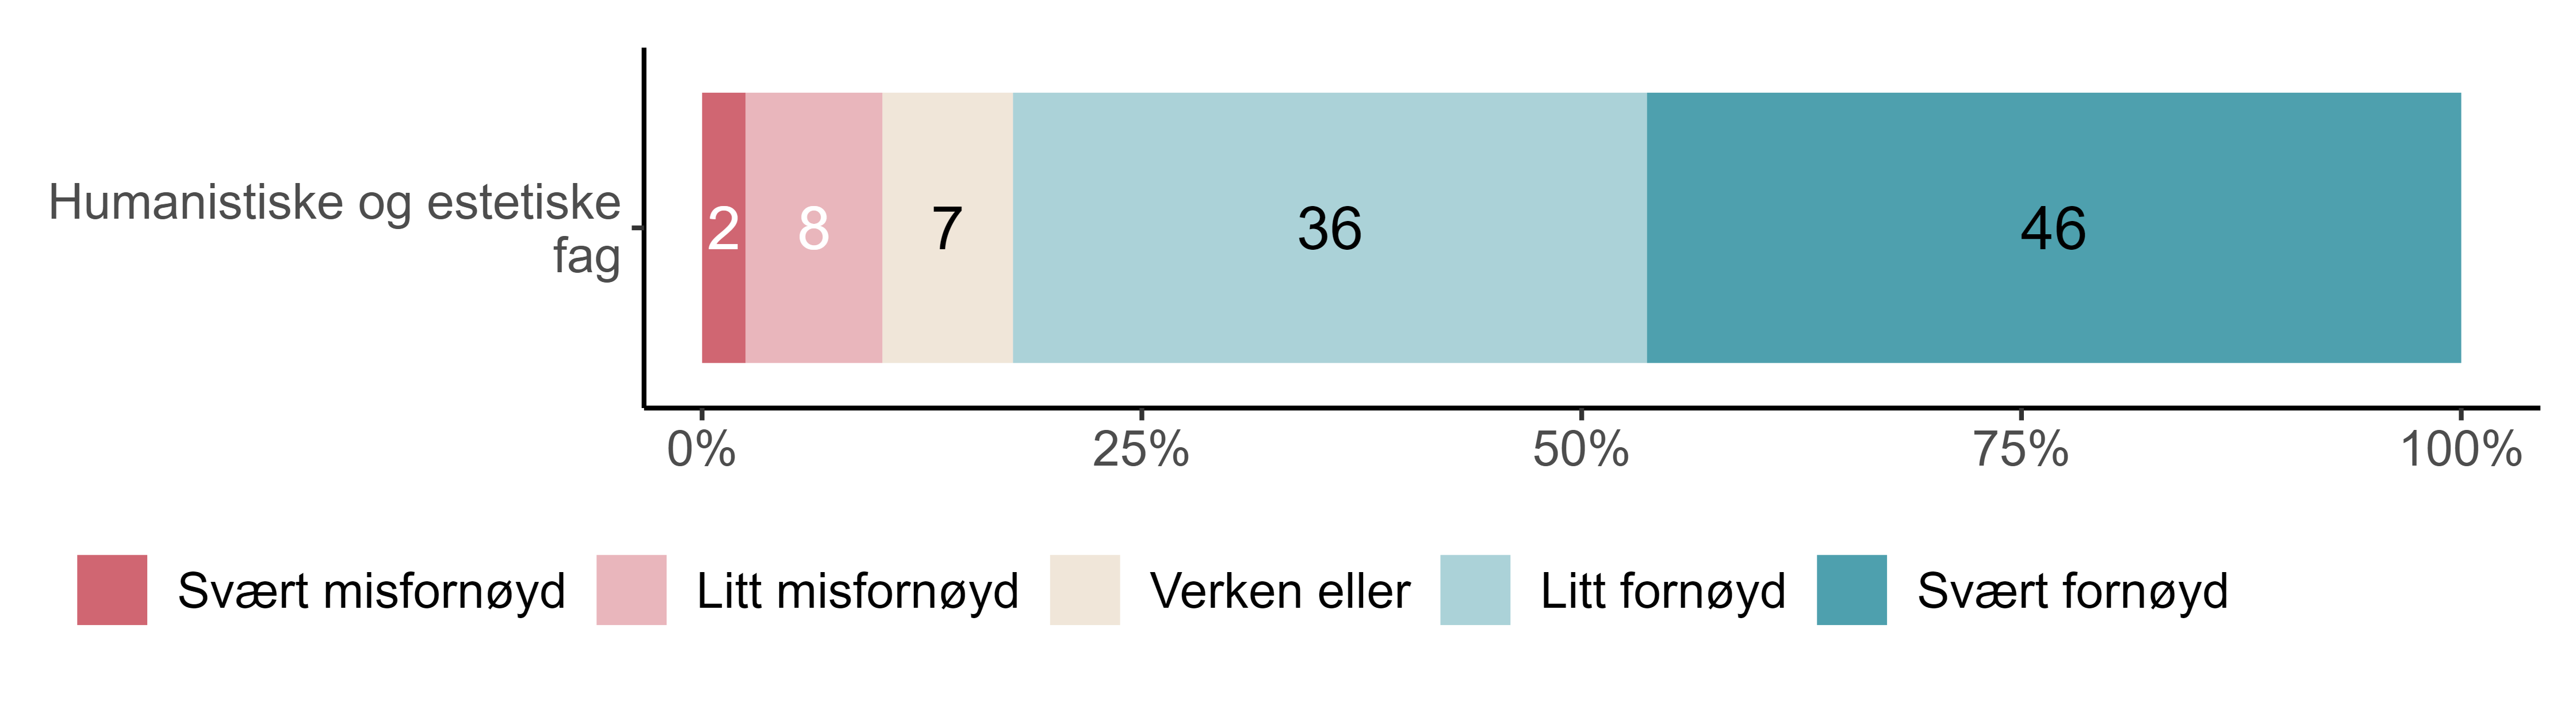 Humanistiske og estetiske
fag
2 8 7 36 46
0% 25% 50% 75% 100%
Svært misfornøyd Litt misfornøyd Verken eller Litt fornøyd Svært fornøyd